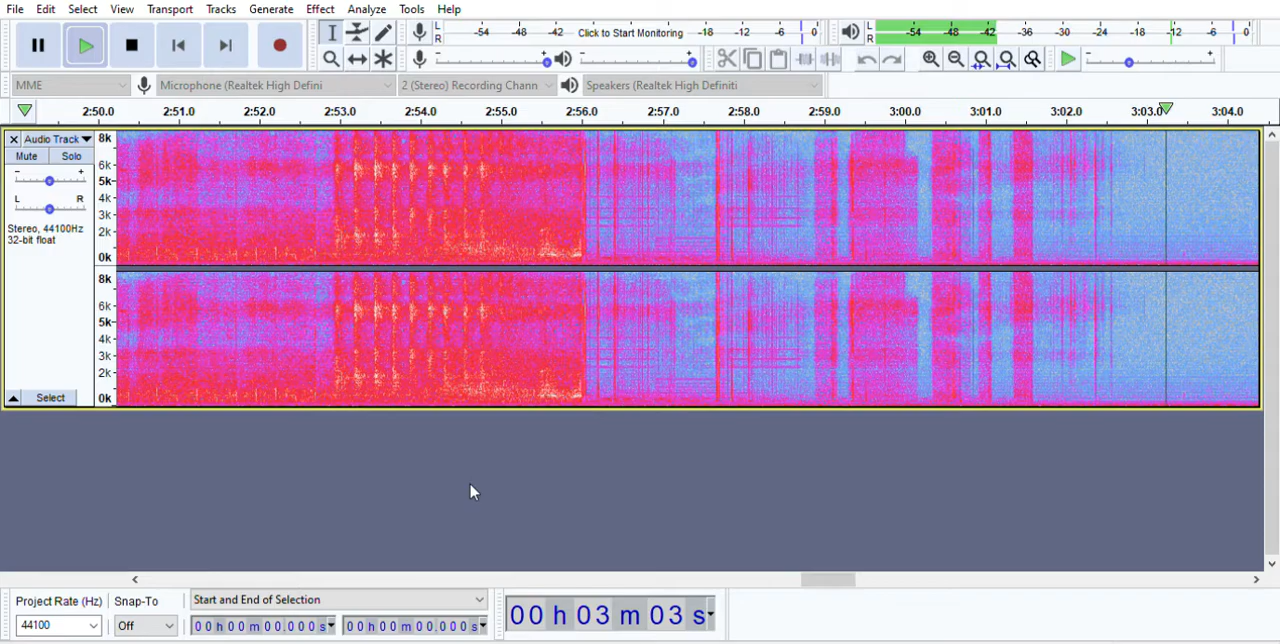 File Edit Select View Transport Tracks Generate Effect Analyze Tools Help
L R -54 -48 -42 Click to Start Monitoring -18 -12 -6 0 L R -54 -48 -42 -36 -30 -24 -18 -12 -6 0
- + - + - +
MME Microphone (Realtek High Defini 2 (Stereo) Recording Chann Speakers (Realtek High Definiti
2:50.0 2:51.0 2:52.0 2:53.0 2:54.0 2:55.0 2:56.0 2:57.0 2:58.0 2:59.0 3:00.0 3:01.0 3:02.0 3:03.0 3:04.0
Audio Track 8k
Mute Solo
- + 6k
5k
L R 4k
3k
Stereo, 44100Hz
32-bit float 2k
0k
8k
6k
5k
4k
3k
2k
Select 0k
Project Rate (Hz) Snap-To Start and End of Selection
44100 Off 00 h 00 m 00.000 s 00 h 00 m 00.000 s 00 h 03 m 03 s